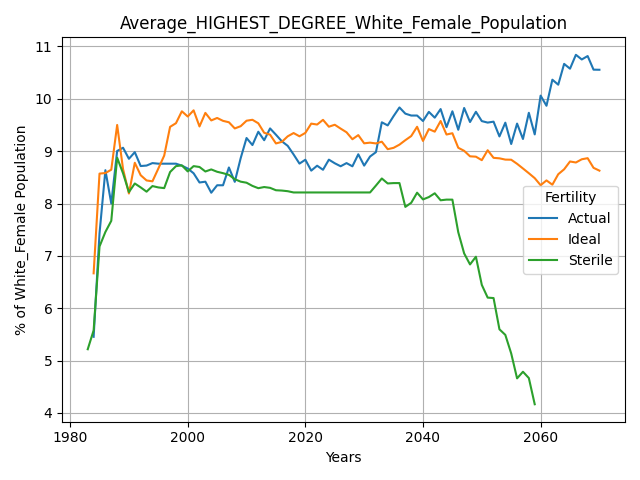 Average_HIGHEST_DEGREE_White_Female_Population
% of White_Female Population
11
10
9
8
7
6
5
4
Fertility
Actual
Ideal
Sterile
1980
2000
2020
2040
2060
Years